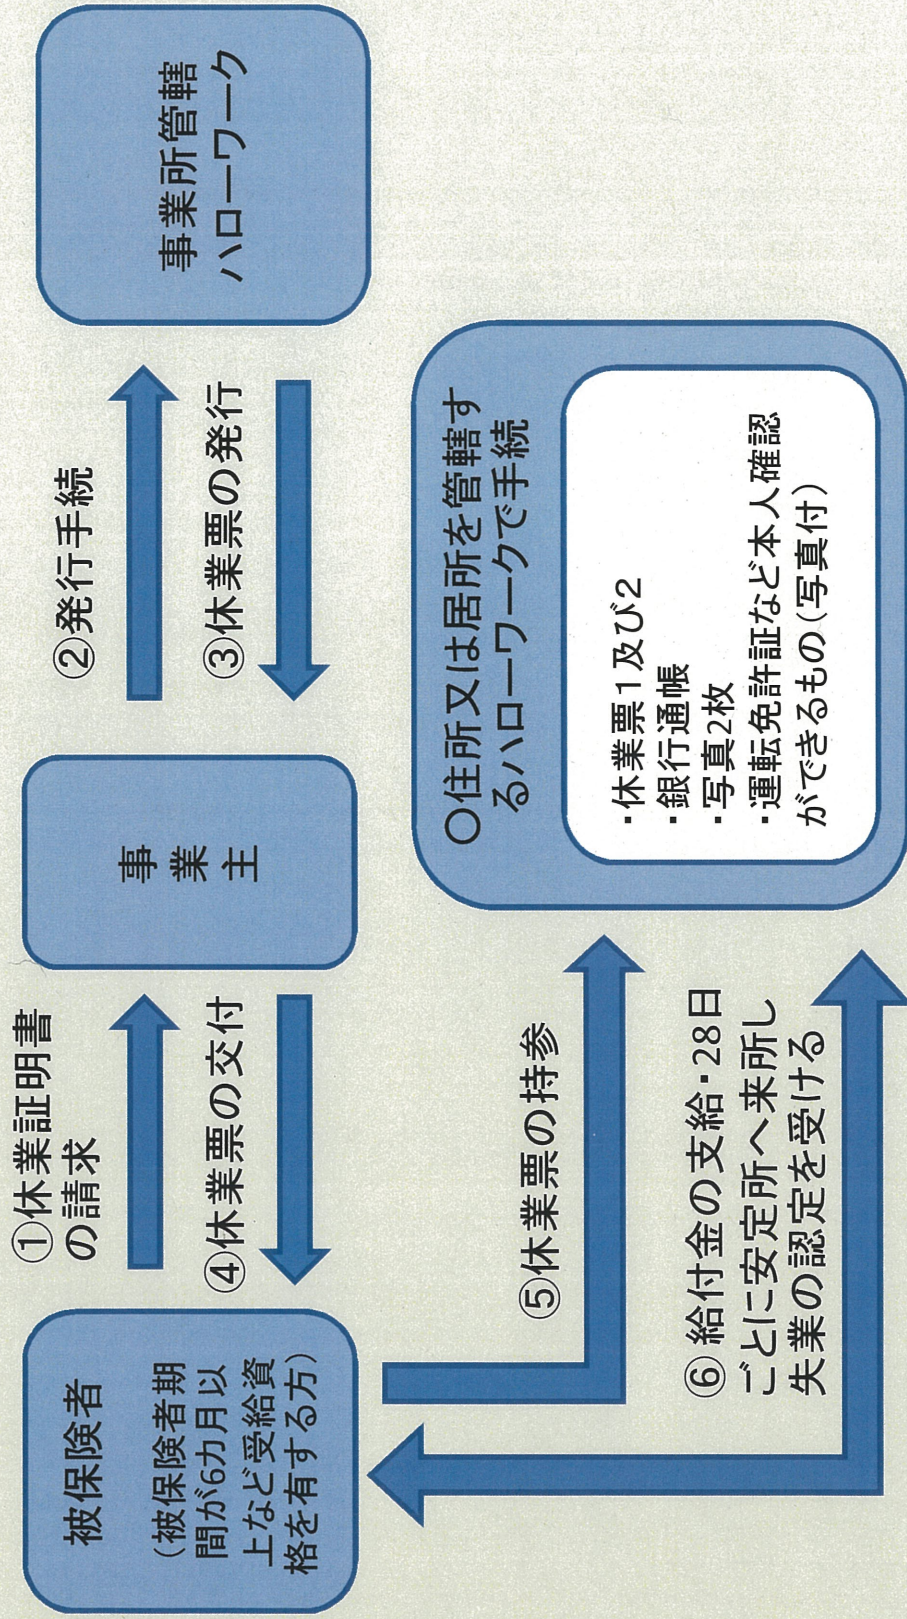 被保険者
(被保険者期
間が6カ月以
上など受給資
格を有する方)
①休業証明書
の請求
④休業票の交付
事
業
主
②発行手続
③休業票の発行
事業所管轄
ハローワーク
⑤休業票の持参
⑥給付金の支給・28日
ごとに安定所へ来所し
失業の認定を受ける
○住所又は居所を管轄す
るハローワークで手続
・休業票1及び2
・銀行通帳
・写真2枚
・運転免許証など本人確認
ができるもの(写真付)